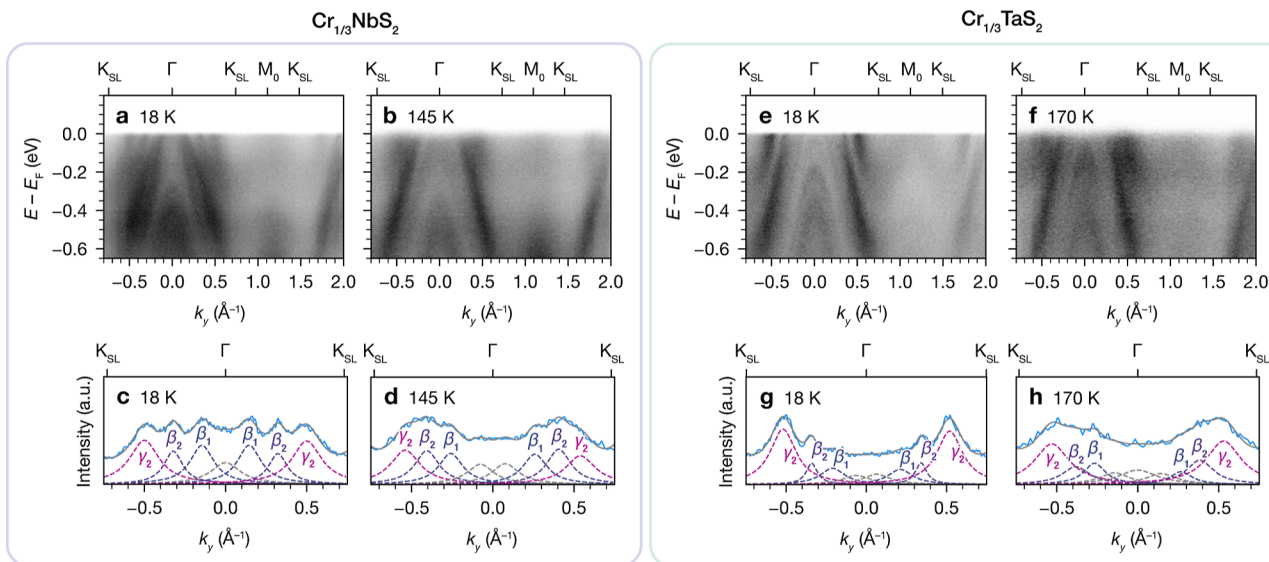 Cr1/3NbS2
Cr1/3TaS2
KSL Γ KSL M0 KSL
KSL Γ KSL M0 KSL
KSL Γ KSL M0 KSL
KSL Γ KSL M0 KSL
a 18 K
b 145 K
e 18 K
f 170 K
E − EF (eV)
0.0
−0.2
−0.4
−0.6
E − EF (eV)
0.0
−0.2
−0.4
−0.6
−0.5 0.0 0.5 1.0 1.5 2.0
−0.5 0.0 0.5 1.0 1.5 2.0
−0.5 0.0 0.5 1.0 1.5 2.0
−0.5 0.0 0.5 1.0 1.5 2.0
ky (Å−1)
ky (Å−1)
ky (Å−1)
ky (Å−1)
KSL Γ KSL
KSL Γ KSL
KSL Γ KSL
KSL Γ KSL
c 18 K
d 145 K
g 18 K
h 170 K
Intensity (a.u.)
γ2 β2 β1 β1 β2 γ2
γ2 β2 β1 β1 β2 γ2
Intensity (a.u.)
γ2 β2 β1 β1 β2 γ2
γ2 β2 β1 β1 β2 γ2
−0.5 0.0 0.5
−0.5 0.0 0.5
−0.5 0.0 0.5
−0.5 0.0 0.5
ky (Å−1)
ky (Å−1)
ky (Å−1)
ky (Å−1)